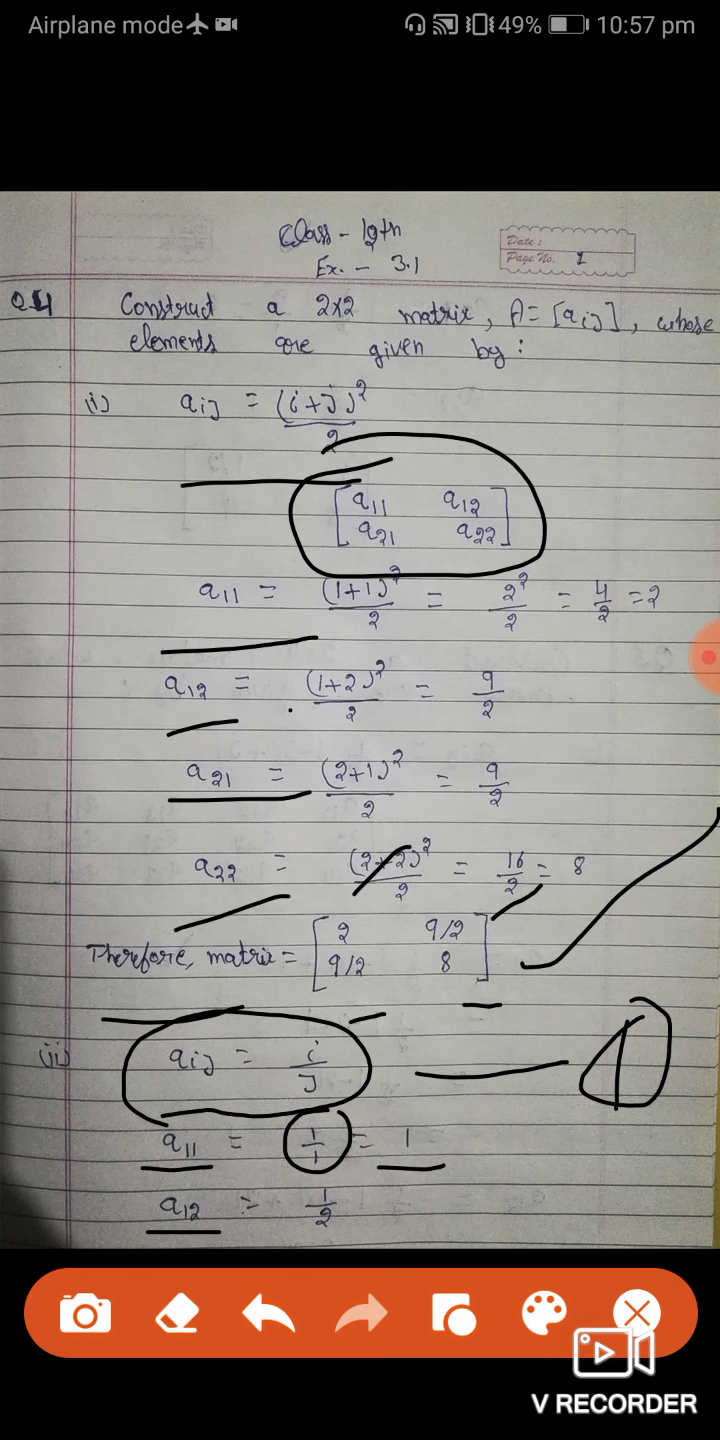 Airplane mode 49% 10:57 pm
Class - 12th
Ex. - 3.1
Date :
Page No. 1
Q.4 Construct a 2×2 matrix, A = [aij], whose
elements are given by :
(i) aij = (i+j)²/2
[a11 a12
a21 a22]
a11 = (1+1)²/2 = 2²/2 = 4/2 = 2
a12 = (1+2)²/2 = 9/2
a21 = (2+1)²/2 = 9/2
a22 = (2+2)²/2 = 16/2 = 8
Therefore, matrix = [2 9/2
9/2 8]
(ii) aij = i/j
a11 = 1/1 = 1
a12 = 1/2
V RECORDER